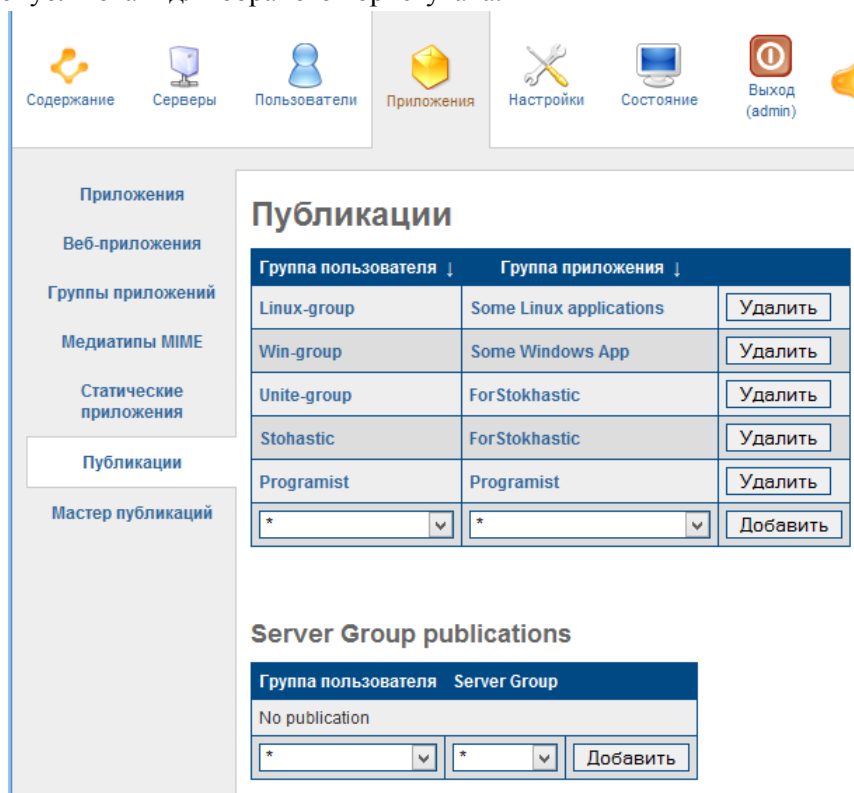 Содержание
Серверы
Пользователи
Приложения
Настройки
Состояние
Выход
(admin)
Приложения
Веб-приложения
Группы приложений
Медиатипы MIME
Статические
приложения
Публикации
Мастер публикаций
Публикации
Группа пользователя ↓ Группа приложения ↓
Linux-group Some Linux applications Удалить
Win-group Some Windows App Удалить
Unite-group ForStokhastic Удалить
Stohastic ForStokhastic Удалить
Programist Programist Удалить
* * Добавить
Server Group publications
Группа пользователя Server Group
No publication
* * Добавить